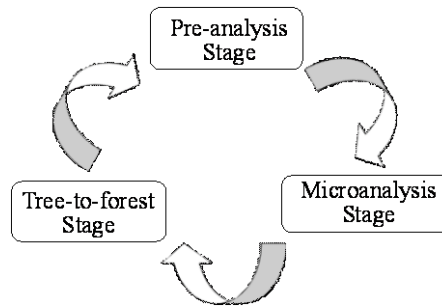 Pre-analysis
Stage
Microanalysis
Stage
Tree-to-forest
Stage